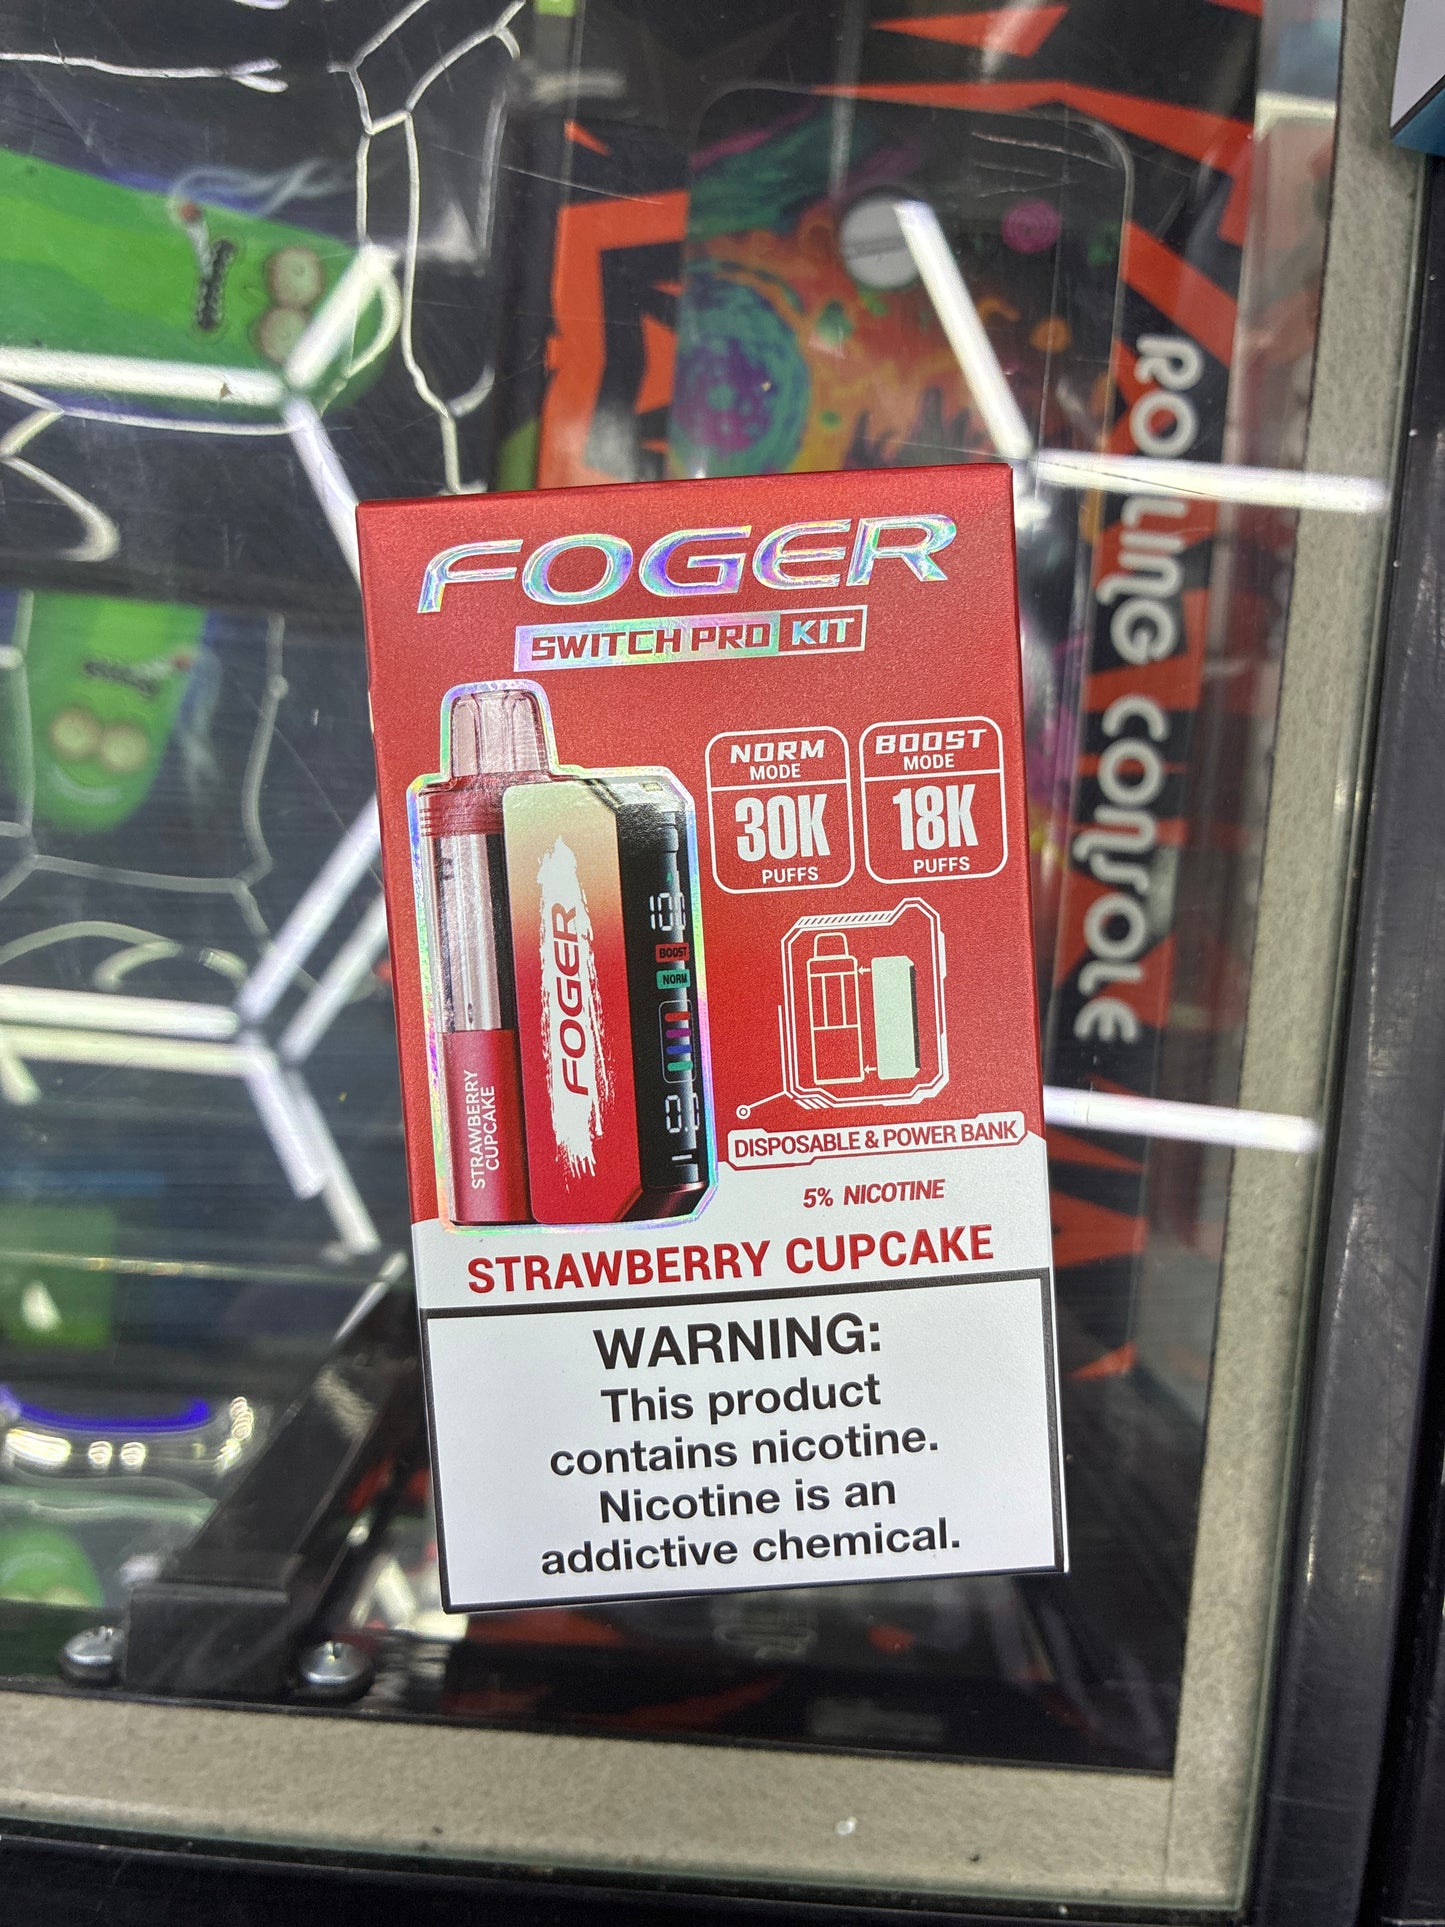 FOGER
SWITCH PRO KIT
NORM
MODE
30K
PUFFS
BOOST
MODE
18K
PUFFS
FOGER
BOOST
NORM
STRAWBERRY
CUPCAKE
DISPOSABLE & POWER BANK
5% NICOTINE
STRAWBERRY CUPCAKE
WARNING:
This product
contains nicotine.
Nicotine is an
addictive chemical.
ROLING CONSOLE